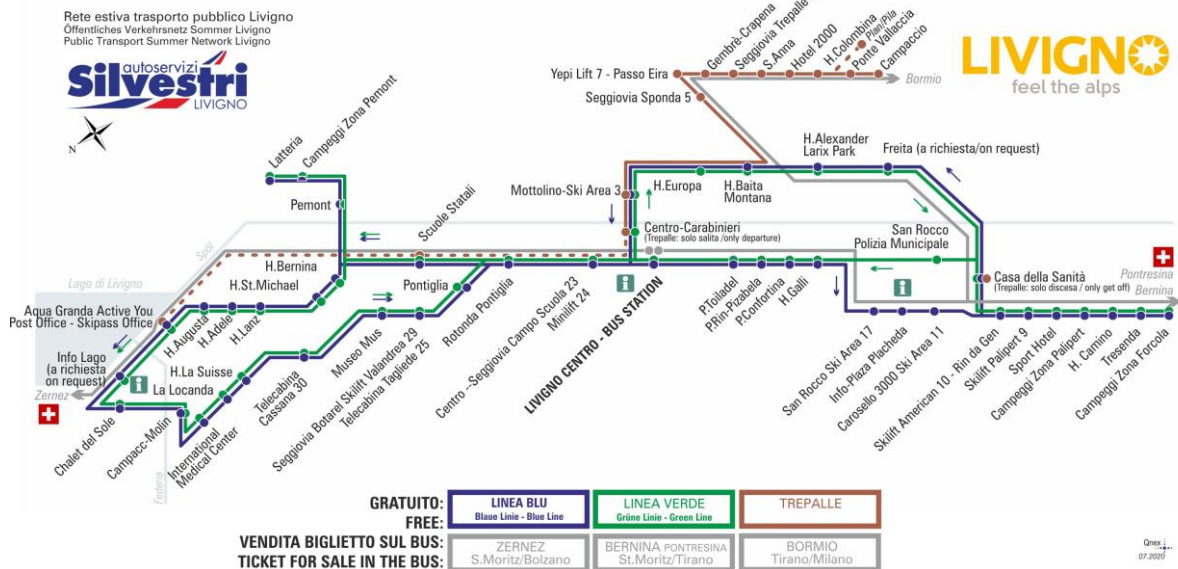 Rete estiva trasporto pubblico Livigno
Öffentliches Verkehrsnetz Sommer Livigno
Public Transport Summer Network Livigno
autoservizi
Silvestri
LIVIGNO
N
LIVIGNO
feel the alps
Gembrè-Crapena
Seggiovia Trepalle
S.Anna
Hotel 2000
H.Colombina
Plan/Pila
Ponte Vallaccia
Campaccio
Bormio
Yepi Lift 7 - Passo Eira
Seggiovia Sponda 5
Latteria
Campeggi Zona Pemont
Pemont
Scuole Statali
Mottolino-Ski Area 3
H.Europa
H.Baita
Montana
H.Alexander
Larix Park
Freita (a richiesta/on request)
Centro-Carabinieri
(Trepalle: solo salita /only departure)
San Rocco
Polizia Municipale
Casa della Sanità
(Trepalle: solo discesa / only get off)
Pontresina
Bernina
Spöl
Lago di Livigno
H.Bernina
H.St.Michael
Aqua Granda Active You
Post Office - Skipass Office
H.Augusta
H.Adele
H.Lanz
Info Lago
(a richiesta
on request)
Zernez
i
La Locanda
H.La Suisse
Chalet del Sole
Campacc-Molin
Federia
International
Medical Center
Telecabina
Cassana 30
Museo Mus
Pontiglia
Seggiovia Botarel Skilift Valandrea 29
Telecabina Tagliede 25
Rotonda Pontiglia
Centro --Seggiovia Campo Scuola 23
Minilift 24
i
LIVIGNO CENTRO - BUS STATION
P.Toiladel
P.Rin-Pizabela
P.Confortina
H.Galli
i
San Rocco Ski Area 17
Info-Plaza Placheda
Carosello 3000 Ski Area 11
Skilift American 10 - Rin da Gen
Skilift Palipert 9
Sport Hotel
Campeggi Zona Palipert
H. Camino
Tresenda
Campeggi Zona Forcola
GRATUITO:
FREE:
LINEA BLU
Blaue Linie - Blue Line
LINEA VERDE
Grüne Linie - Green Line
TREPALLE
VENDITA BIGLIETTO SUL BUS:
TICKET FOR SALE IN THE BUS:
ZERNEZ
S.Moritz/Bolzano
BERNINA PONTRESINA
St.Moritz/Tirano
BORMIO
Tirano/Milano
Qnex
07.2020